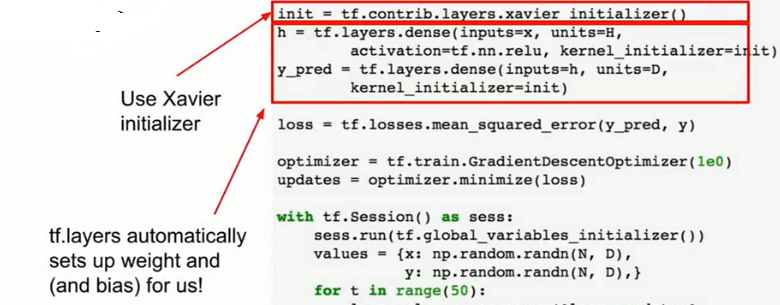 init = tf.contrib.layers.xavier_initializer()
h = tf.layers.dense(inputs=x, units=H,
activation=tf.nn.relu, kernel_initializer=init)
y_pred = tf.layers.dense(inputs=h, units=D,
kernel_initializer=init)
Use Xavier
initializer
loss = tf.losses.mean_squared_error(y_pred, y)
optimizer = tf.train.GradientDescentOptimizer(1e0)
updates = optimizer.minimize(loss)
with tf.Session() as sess:
tf.layers automatically
sets up weight and
(and bias) for us!
sess.run(tf.global_variables_initializer())
values = {x: np.random.randn(N, D),
y: np.random.randn(N, D),}
for t in range(50):